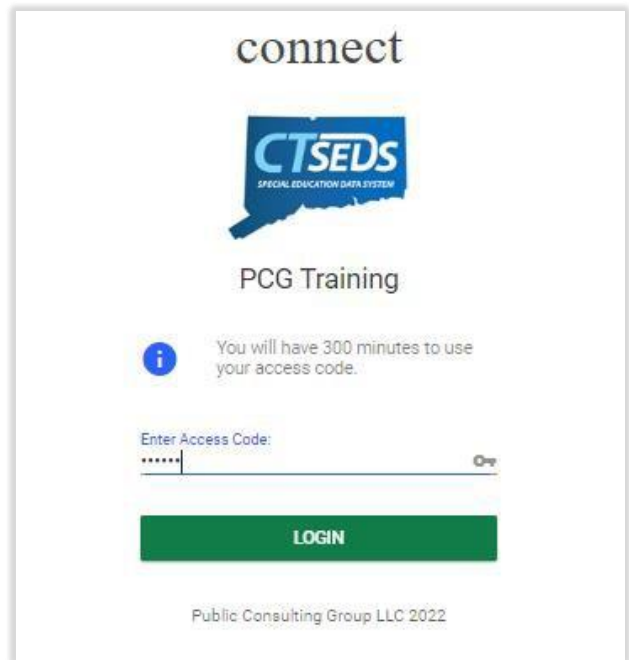 connect
CTSEDS
SPECIAL EDUCATION DATA SYSTEM
PCG Training
You will have 300 minutes to use
your access code.
Enter Access Code:
••••••
LOGIN
Public Consulting Group LLC 2022